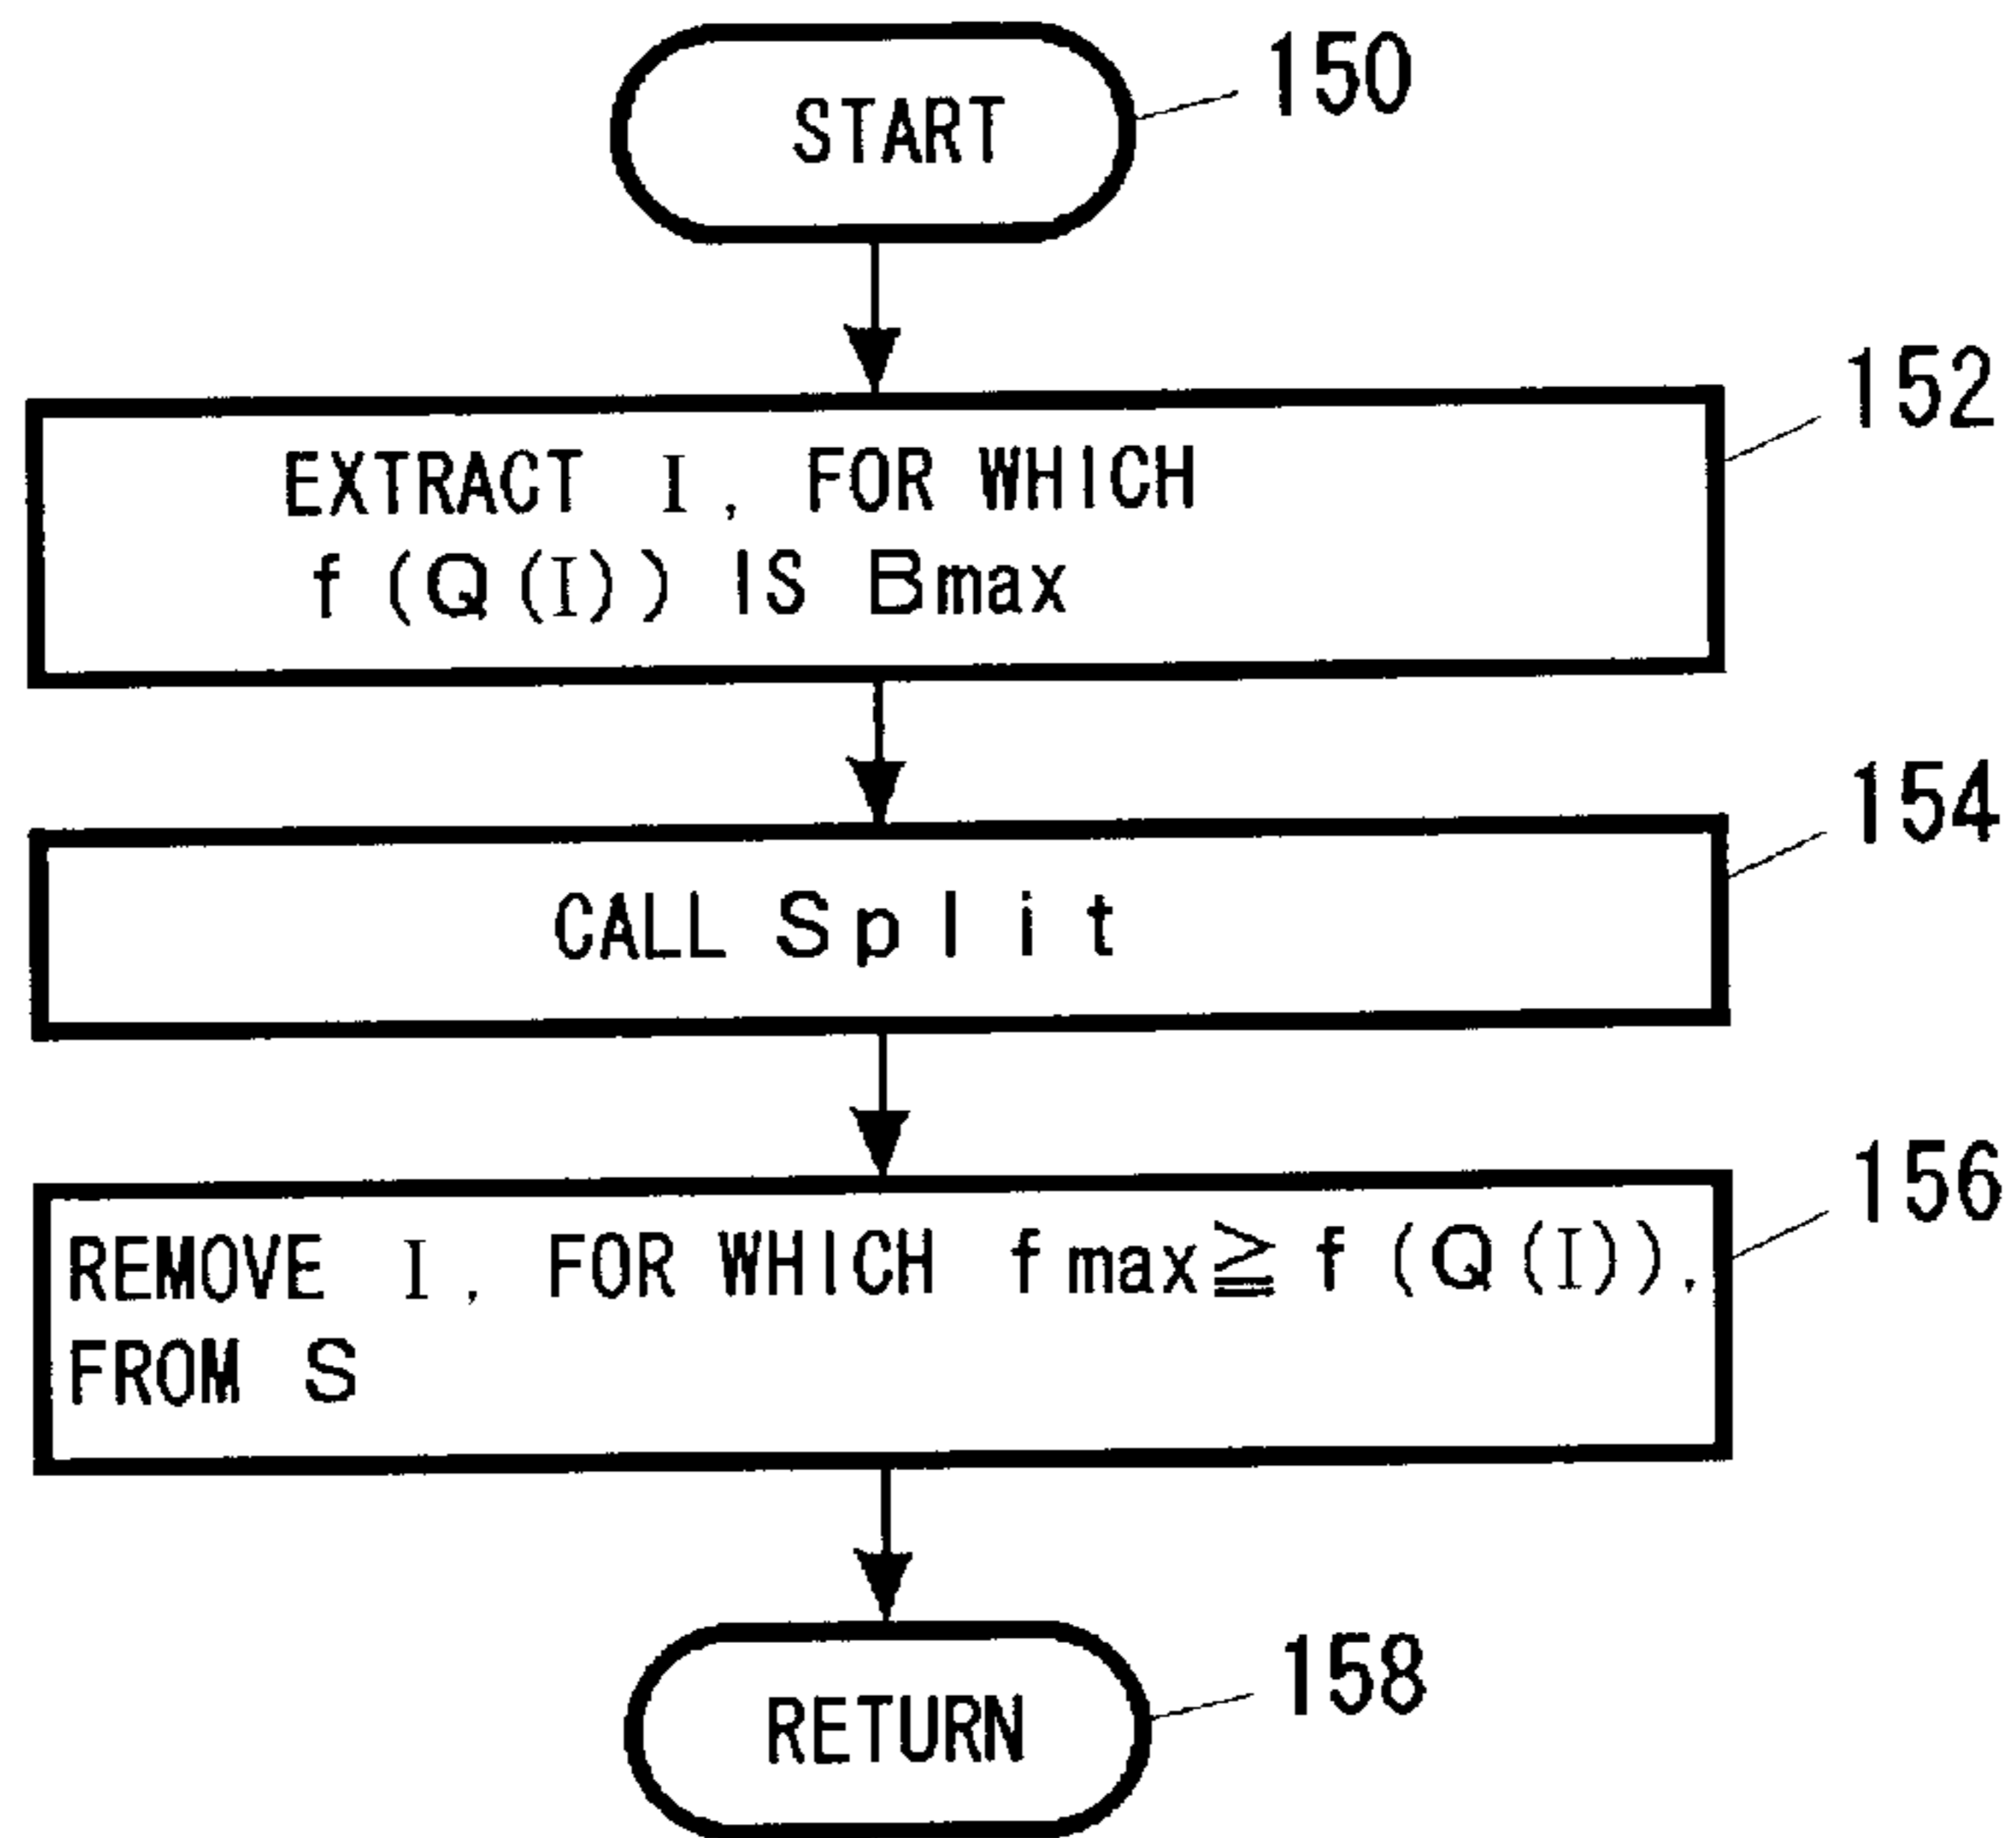 START
150
152
EXTRACT I, FOR WHICH
f (Q (I)) IS Bmax
154
CALL Split
156
REMOVE I, FOR WHICH fmax≧ f (Q (I)),
FROM S
RETURN
158